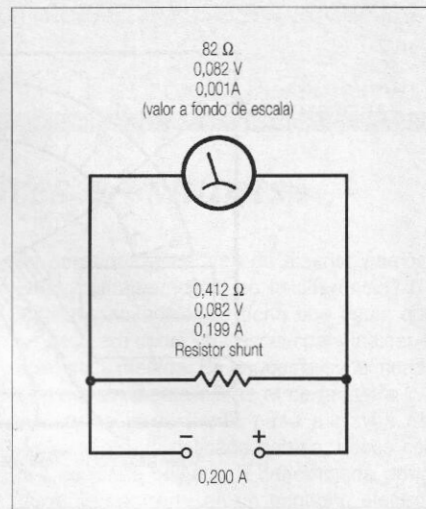 82 Ω
0,082 V
0,001A
(valor a fondo de escala)
0,412 Ω
0,082 V
0,199 A
Resistor shunt
− +
0,200 A